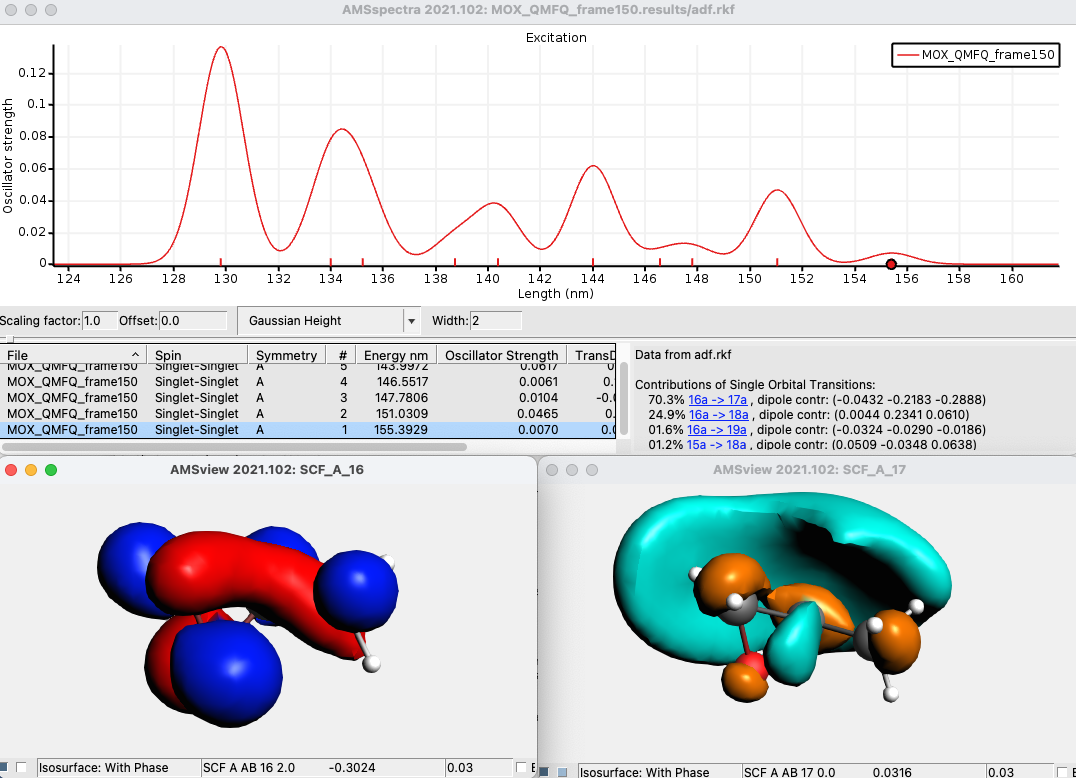 AMSspectra 2021.102: MOX_QMFQ_frame150.results/adf.rkf
Excitation
MOX_QMFQ_frame150
Oscillator strength
0.12
0.1
0.08
0.06
0.04
0.02
0
124 126 128 130 132 134 136 138 140 142 144 146 148 150 152 154 156 158 160
Length (nm)
Scaling factor: 1.0 Offset: 0.0 Gaussian Height Width: 2
File Spin Symmetry # Energy nm Oscillator Strength TransD
MOX_QMFQ_frame150 Singlet-Singlet A 5 143.9972 0.0617 0
MOX_QMFQ_frame150 Singlet-Singlet A 4 146.5517 0.0061 0.
MOX_QMFQ_frame150 Singlet-Singlet A 3 147.7806 0.0104 -0.
MOX_QMFQ_frame150 Singlet-Singlet A 2 151.0309 0.0465 0.
MOX_QMFQ_frame150 Singlet-Singlet A 1 155.3929 0.0070 0.
Data from adf.rkf
Contributions of Single Orbital Transitions:
70.3% 16a -> 17a , dipole contr: (-0.0432 -0.2183 -0.2888)
24.9% 16a -> 18a , dipole contr: (0.0044 0.2341 0.0610)
01.6% 16a -> 19a , dipole contr: (-0.0324 -0.0290 -0.0186)
01.2% 15a -> 18a , dipole contr: (0.0509 -0.0348 0.0638)
AMSview 2021.102: SCF_A_16
Isosurface: With Phase SCF A AB 16 2.0 -0.3024 0.03
AMSview 2021.102: SCF_A_17
Isosurface: With Phase SCF A AB 17 0.0 0.0316 0.03